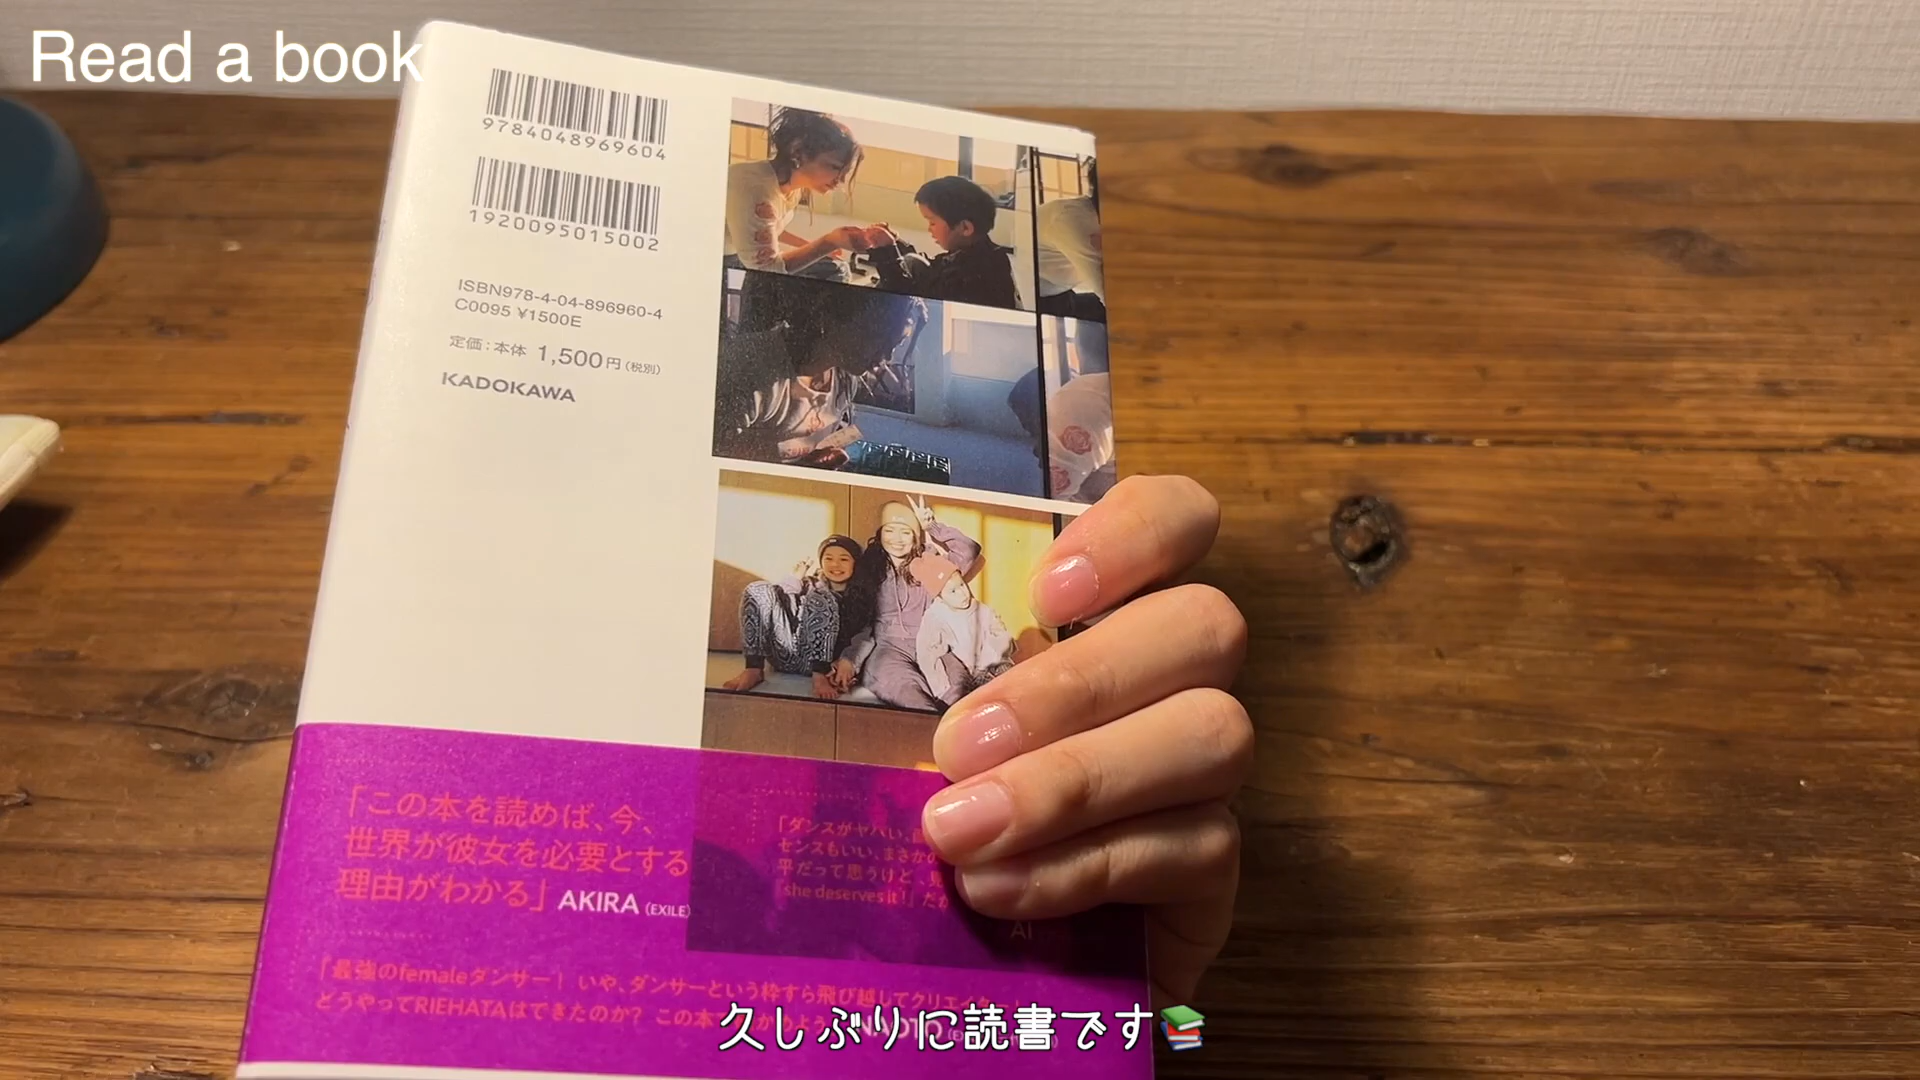 Read a book
9784048969604
1920095015002
ISBN978-4-04-896960-4
C0095 ¥1500E
定価:本体 1,500円(税別)
KADOKAWA
「この本を読めば、今、
世界が彼女を必要とする
理由がわかる」 AKIRA (EXILE)
「ダンスがヤバい、
センスもいい、まさかの
平だって思うけど、
「she deserves it!」だか
AI
「最強のfemaleダンサー! いや、ダンサーという枠すら飛び越してクリエイター!
どうやってRIEHATAはできたのか? この本
NAOTO
久しぶりに読書です📚